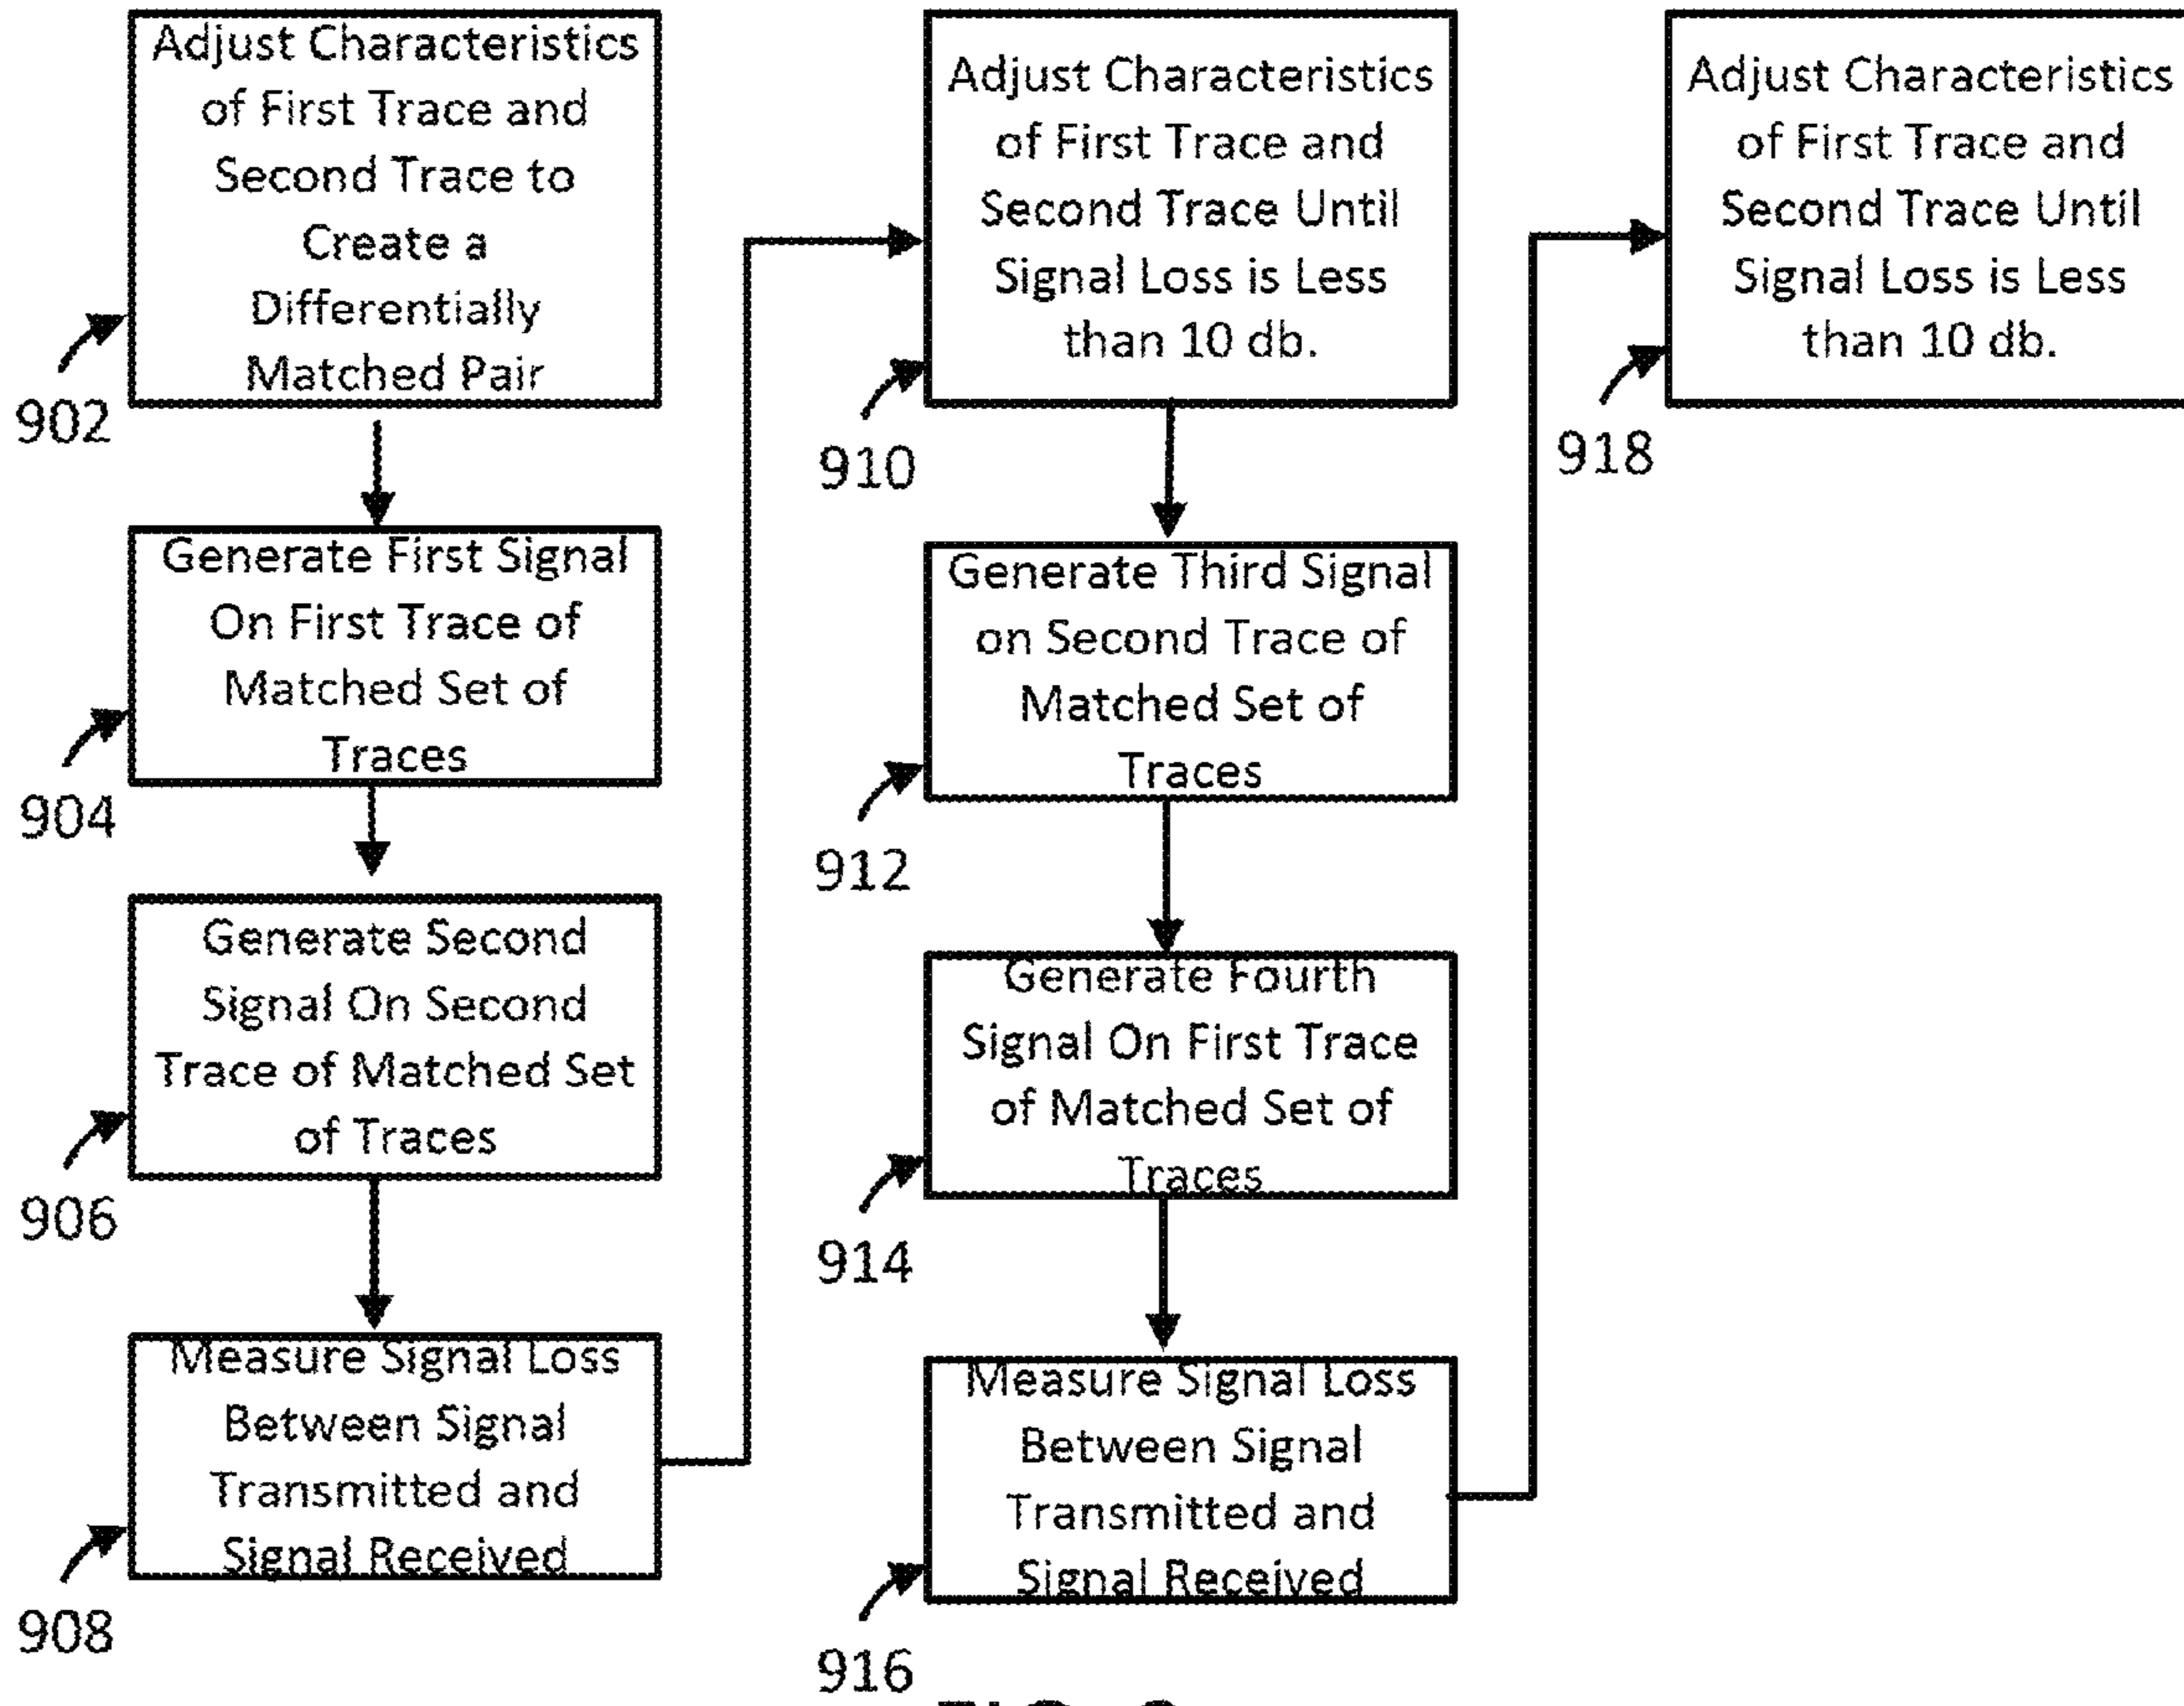 Adjust Characteristics
of First Trace and
Second Trace to
Create a
Differentially
Matched Pair
902
Generate First Signal
On First Trace of
Matched Set of
Traces
904
Generate Second
Signal On Second
Trace of Matched Set
of Traces
906
Measure Signal Loss
Between Signal
Transmitted and
Signal Received
908
Adjust Characteristics
of First Trace and
Second Trace Until
Signal Loss is Less
than 10 db.
910
Generate Third Signal
on Second Trace of
Matched Set of
Traces
912
Generate Fourth
Signal On First Trace
of Matched Set of
Traces
914
Measure Signal Loss
Between Signal
Transmitted and
Signal Received
916
Adjust Characteristics
of First Trace and
Second Trace Until
Signal Loss is Less
than 10 db.
918